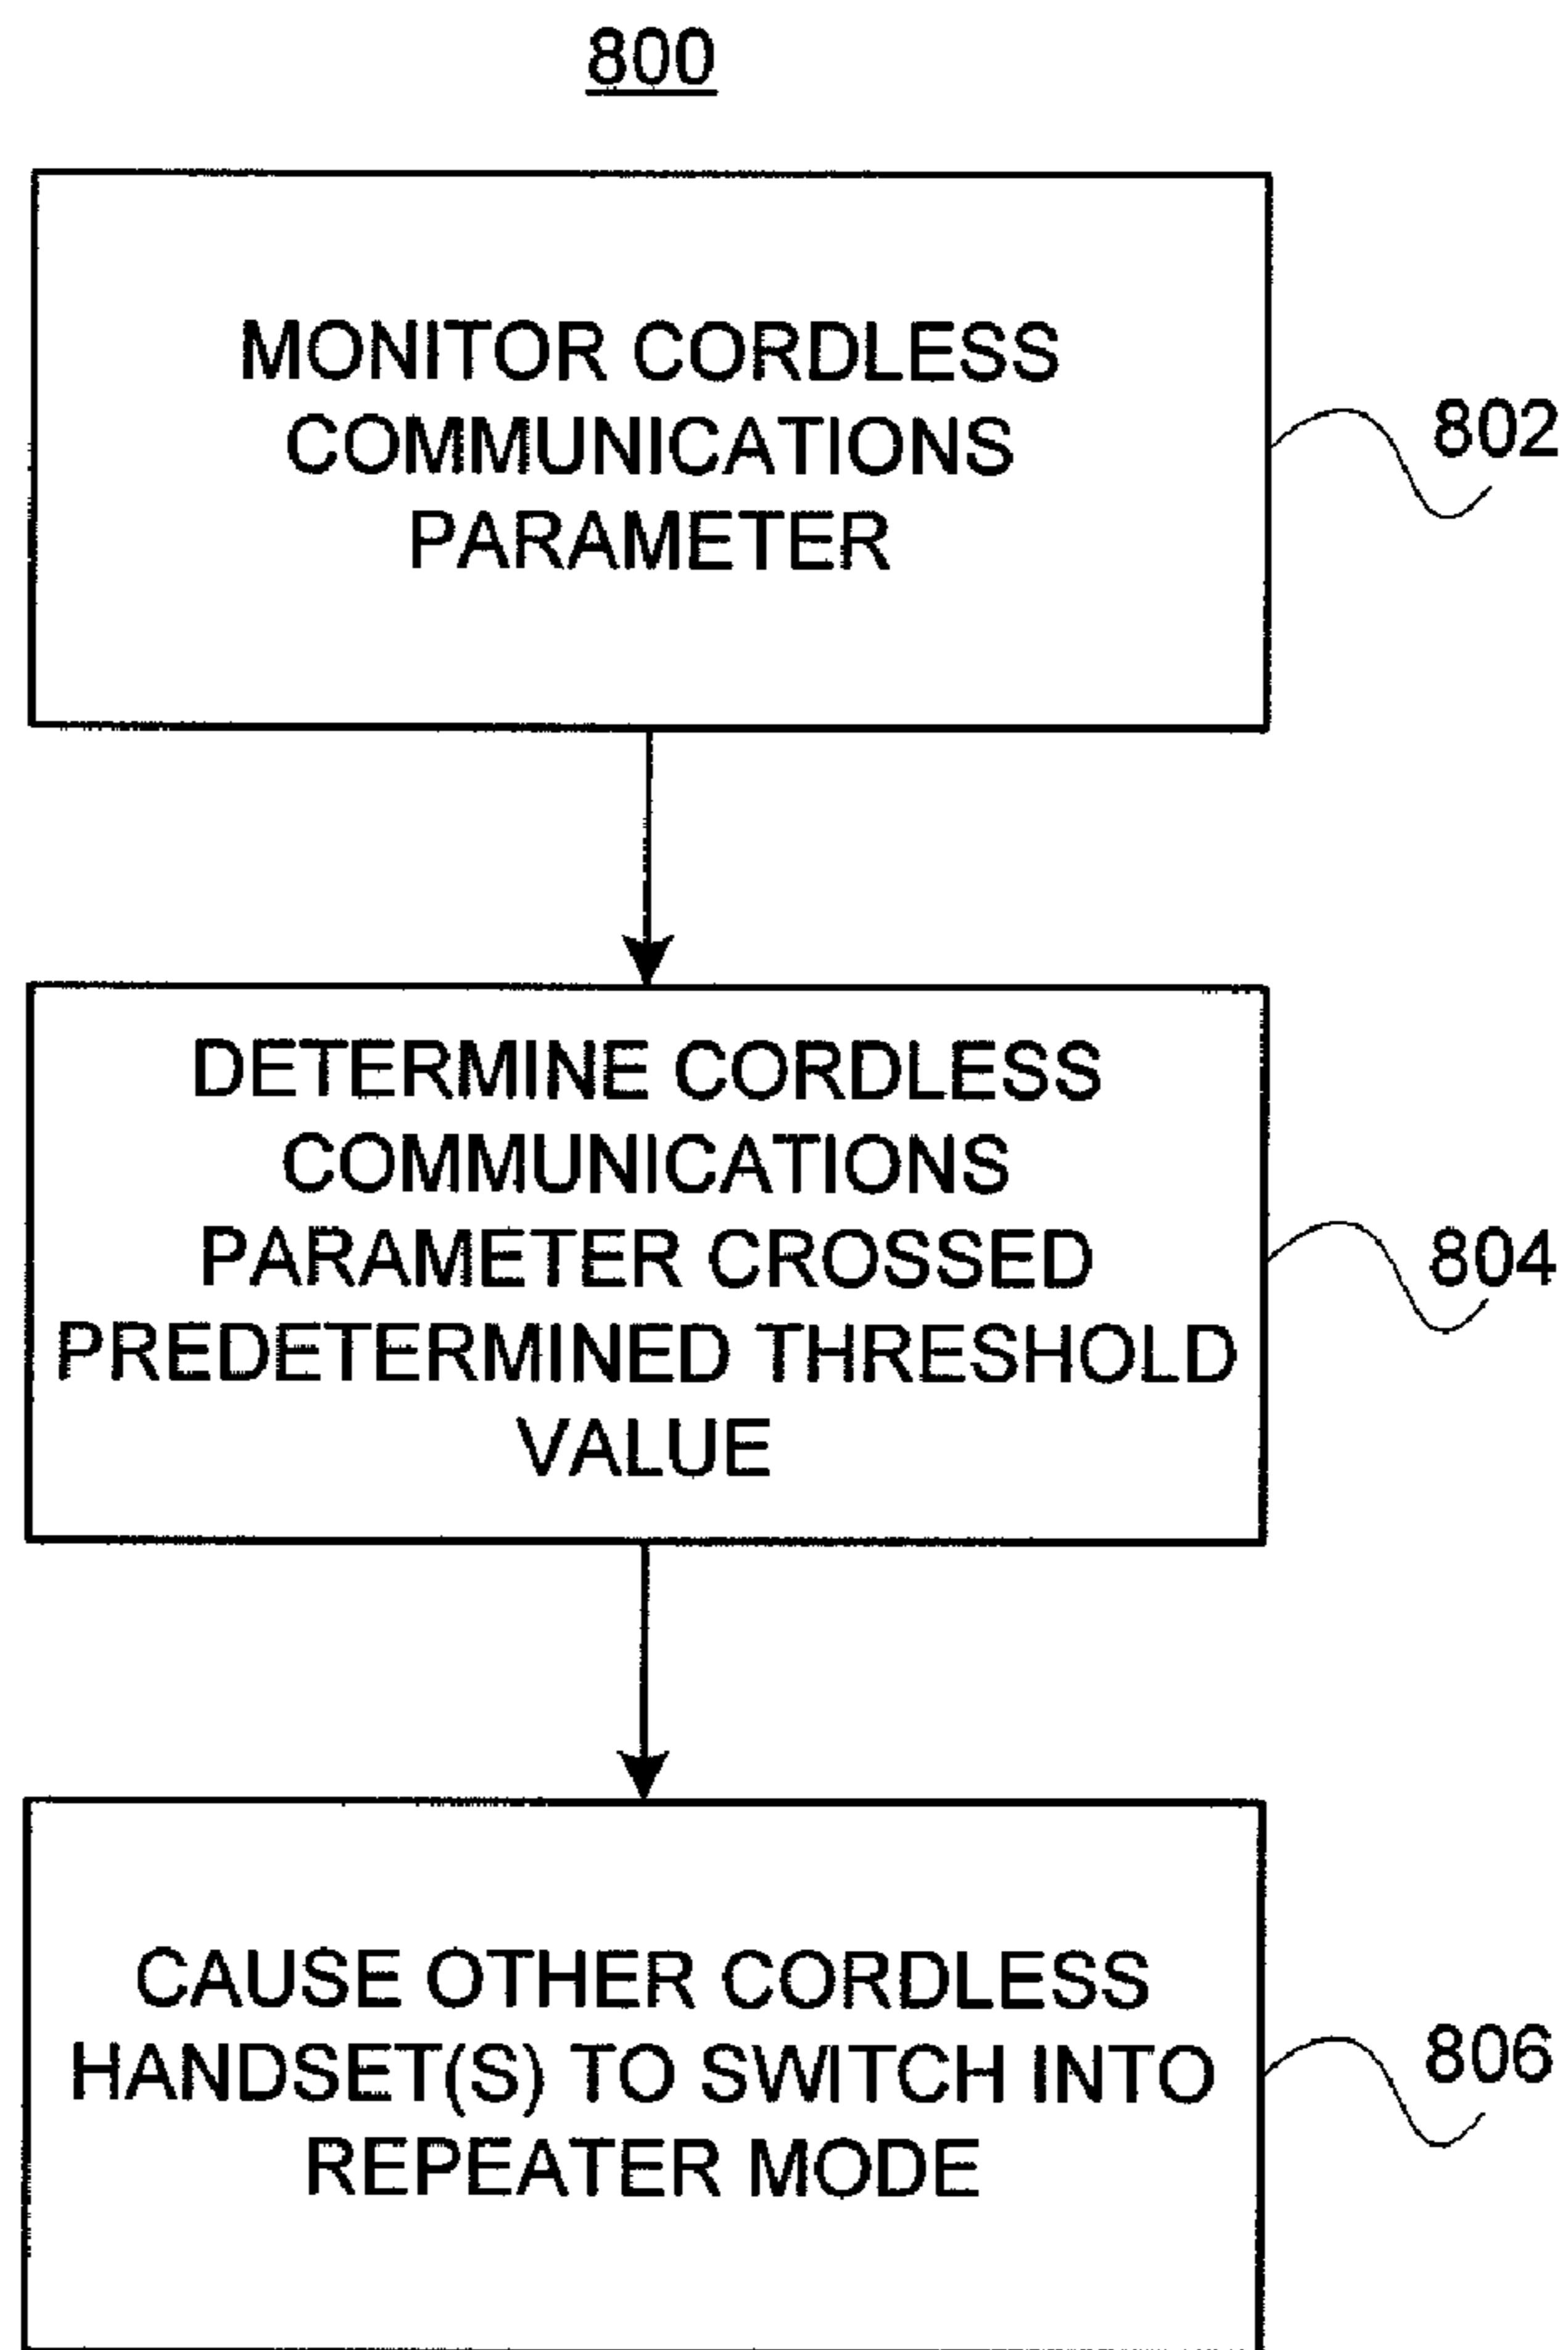 800
MONITOR CORDLESS
COMMUNICATIONS
PARAMETER
802
DETERMINE CORDLESS
COMMUNICATIONS
PARAMETER CROSSED
PREDETERMINED THRESHOLD
VALUE
804
CAUSE OTHER CORDLESS
HANDSET(S) TO SWITCH INTO
REPEATER MODE
806